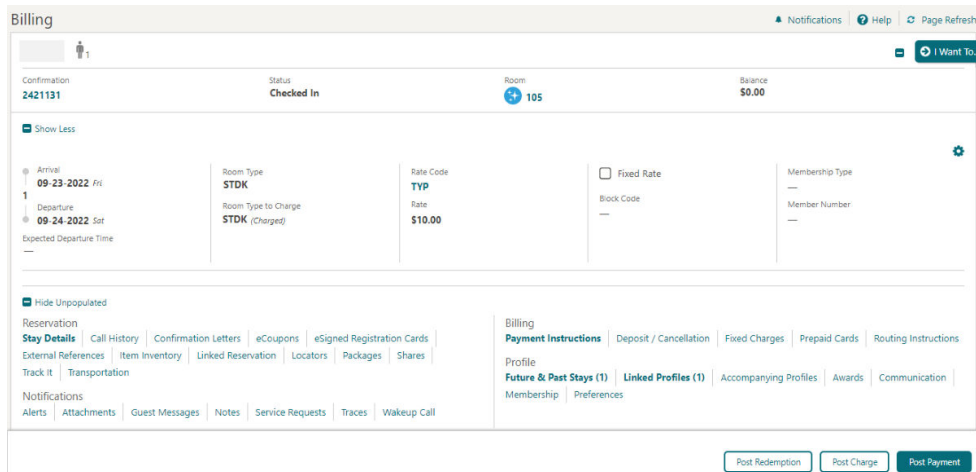 Billing
Notifications Help Page Refresh
1
I Want To..
Confirmation Status Room Balance
2421131 Checked In 105 $0.00
Show Less
Arrival Room Type Rate Code Fixed Rate Membership Type
09-23-2022 Fri STDK TYP —
1 Block Code
Departure Room Type to Charge Rate — Member Number
09-24-2022 Sat STDK (Charged) $10.00 —
Expected Departure Time
—
Hide Unpopulated
Reservation
Stay Details Call History Confirmation Letters eCoupons eSigned Registration Cards
External References Item Inventory Linked Reservation Locators Packages Shares
Track It Transportation
Notifications
Alerts Attachments Guest Messages Notes Service Requests Traces Wakeup Call
Billing
Payment Instructions Deposit / Cancellation Fixed Charges Prepaid Cards Routing Instructions
Profile
Future & Past Stays (1) Linked Profiles (1) Accompanying Profiles Awards Communication
Membership Preferences
Post Redemption Post Charge Post Payment